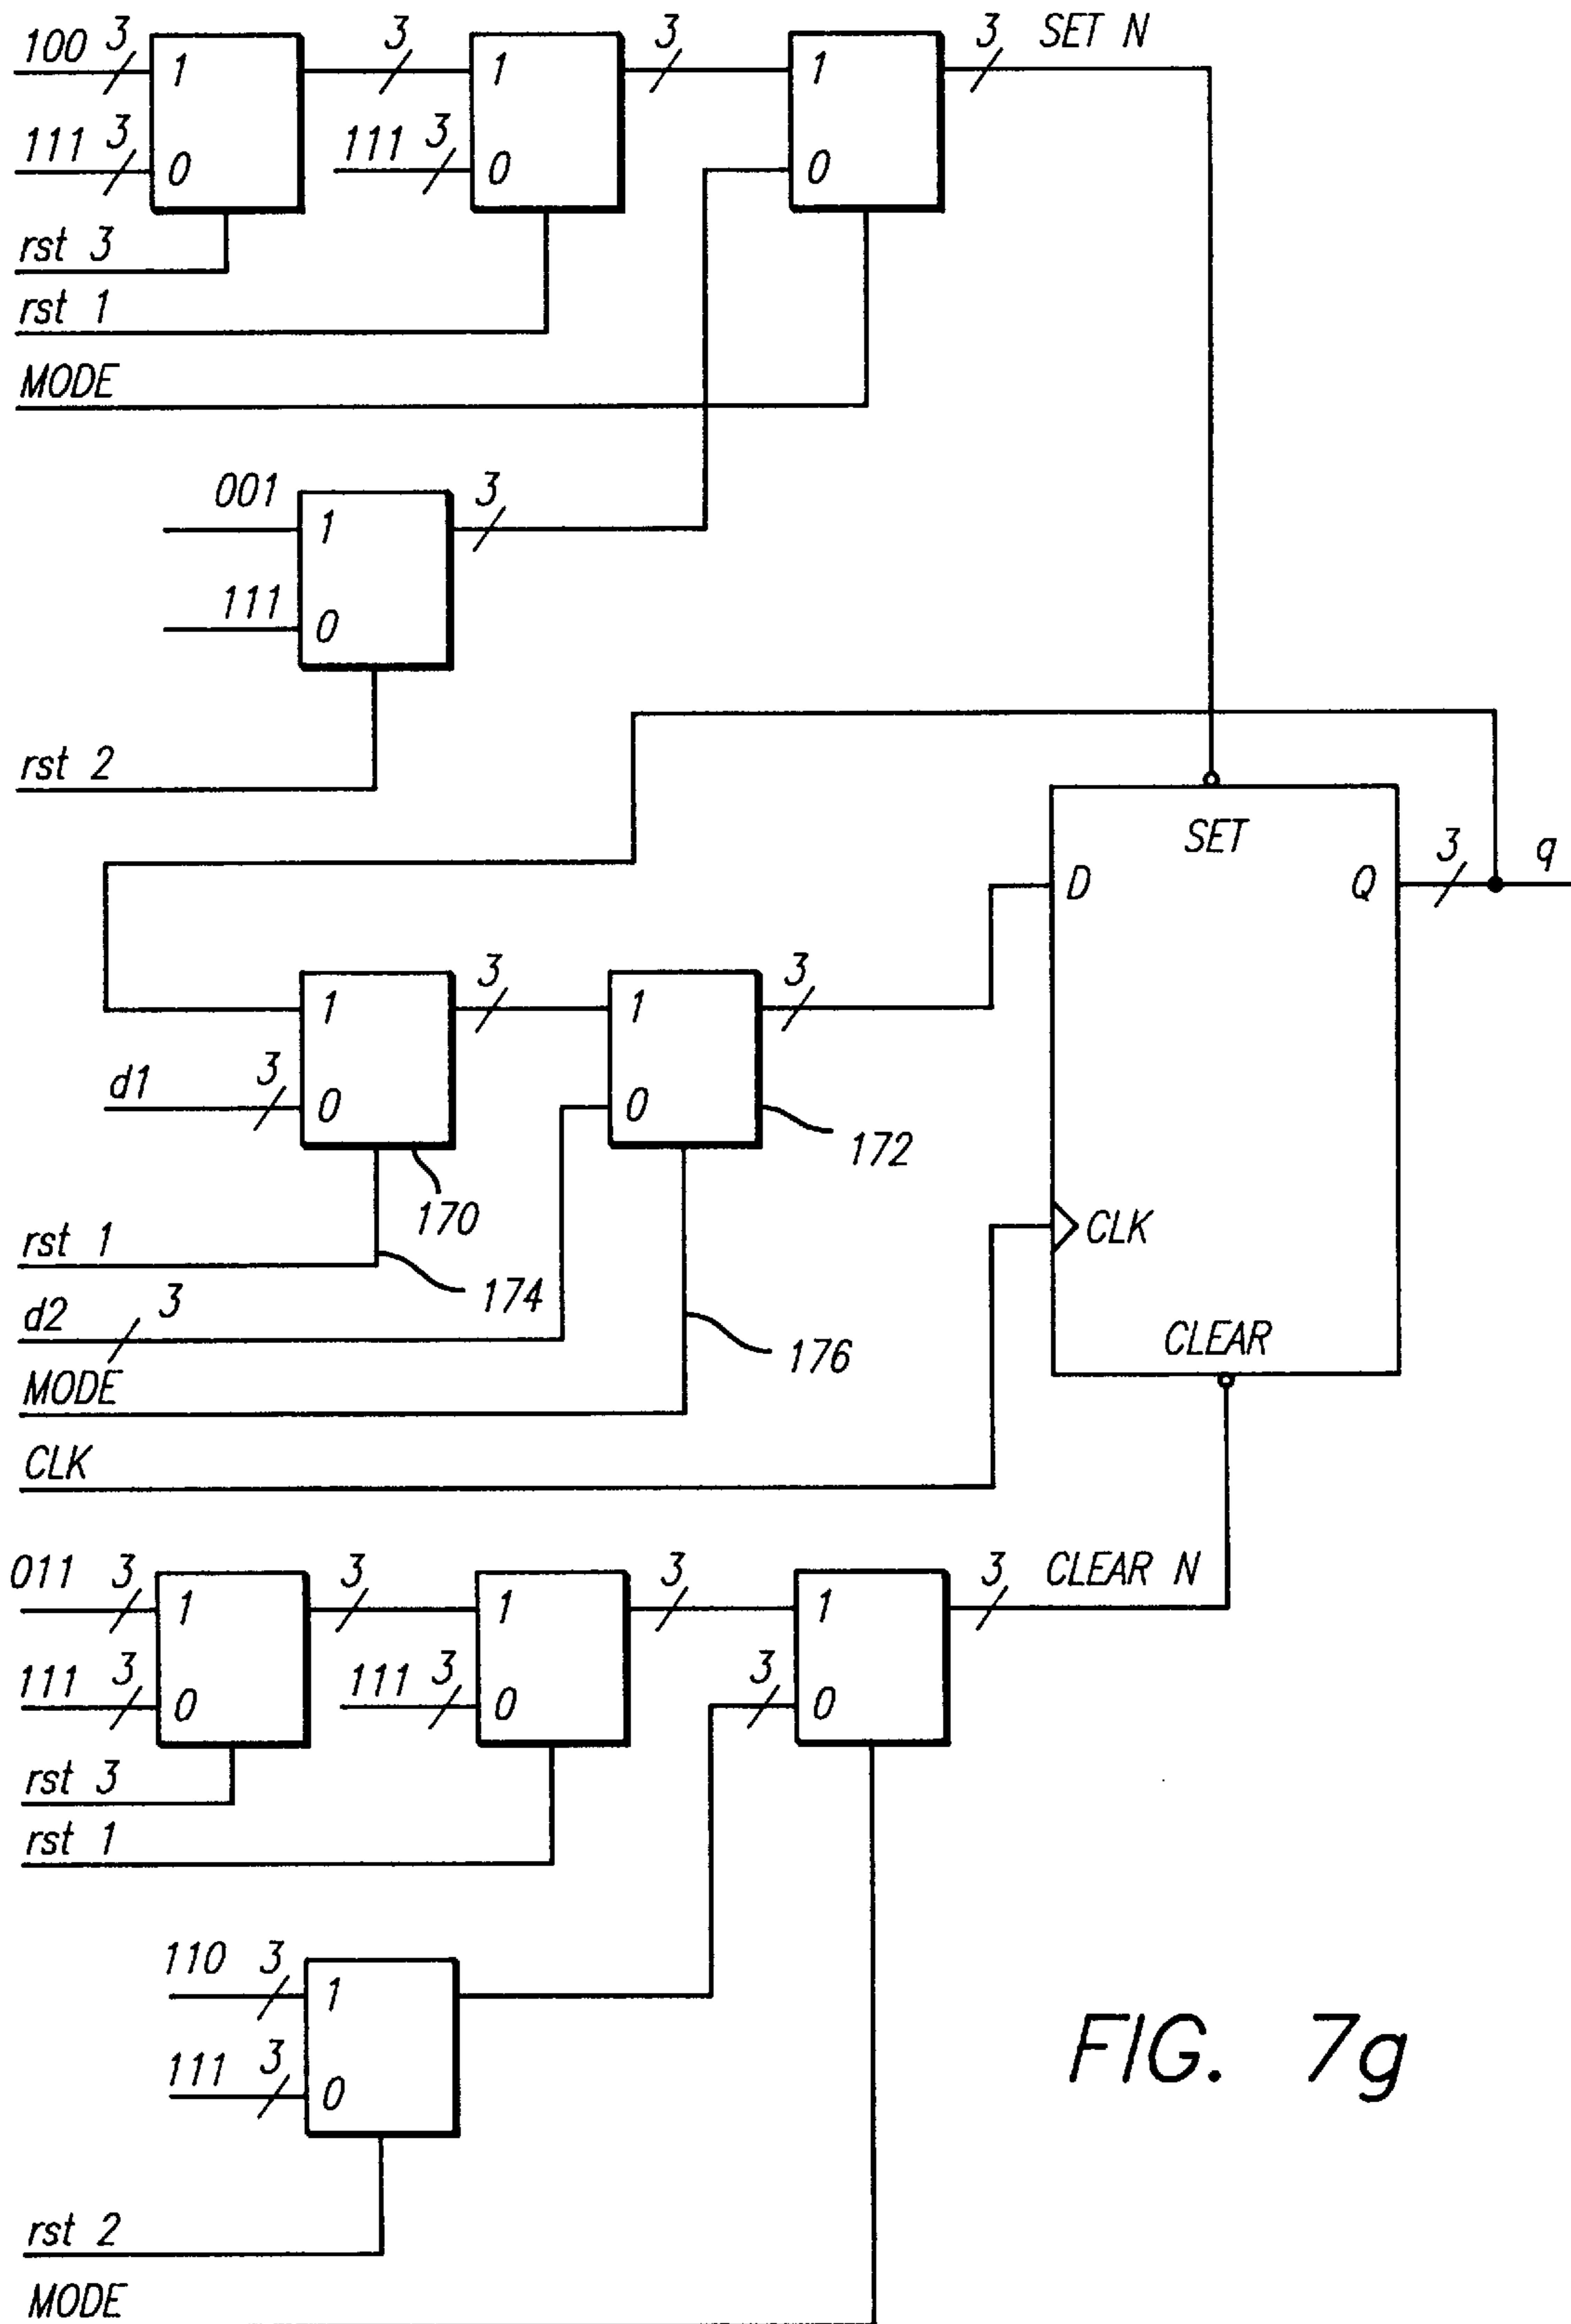 100 3 1 3 1 3 1 3 SET N
111 3 0 111 3 0 0
rst 3
rst 1
MODE
001 1 3
111 0
rst 2
SET
D Q 3 q
1 3 1 3
d1 3 0 0
172
170
rst 1
174
d2 3
176
MODE
CLK
CLEAR
CLK
011 3 1 3 1 3 1 3 CLEAR N
111 3 0 111 3 0 3 0
rst 3
rst 1
110 3 1
111 3 0
FIG. 7g
rst 2
MODE